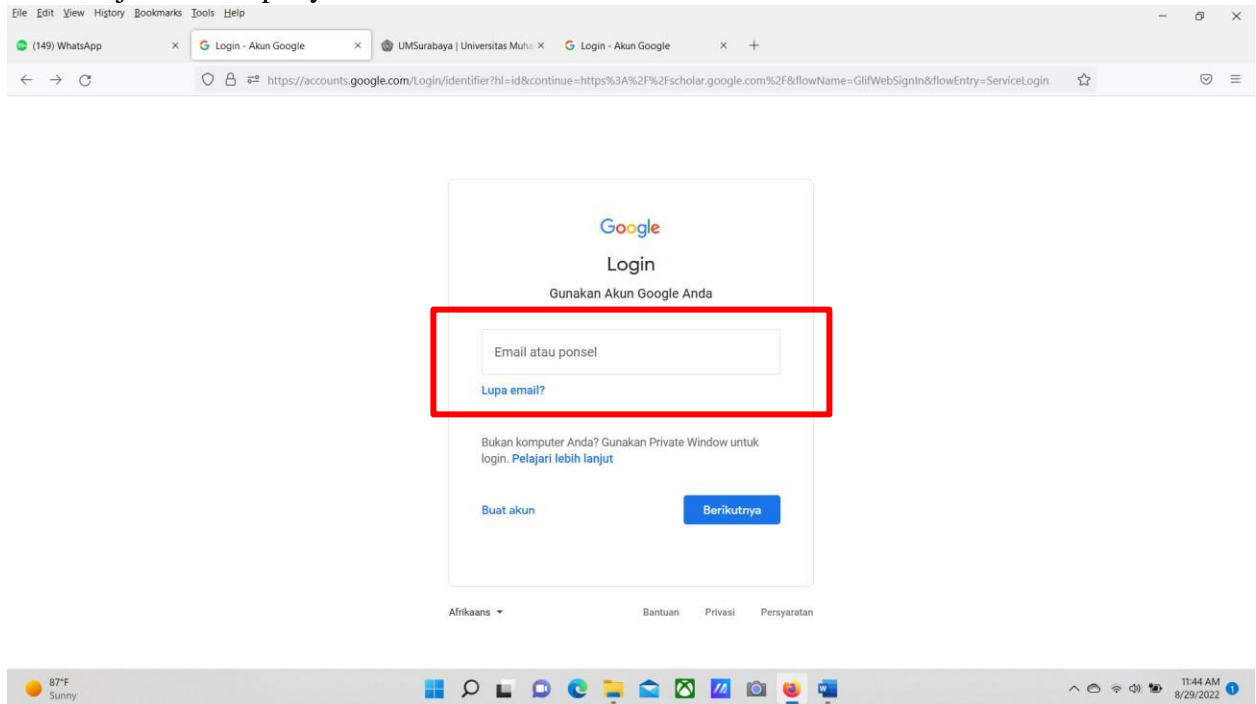 File Edit View History Bookmarks Tools Help
(149) WhatsApp
Login - Akun Google
UMSurabaya | Universitas Muha
Login - Akun Google
https://accounts.google.com/Login/identifier?hl=id&continue=https%3A%2F%2Fscholar.google.com%2F&flowName=GlifWebSignIn&flowEntry=ServiceLogin
Google
Login
Gunakan Akun Google Anda
Email atau ponsel
Lupa email?
Bukan komputer Anda? Gunakan Private Window untuk
login. Pelajari lebih lanjut
Buat akun
Berikutnya
Afrikaans
Bantuan Privasi Persyaratan
87°F
Sunny
11:44 AM
8/29/2022
1